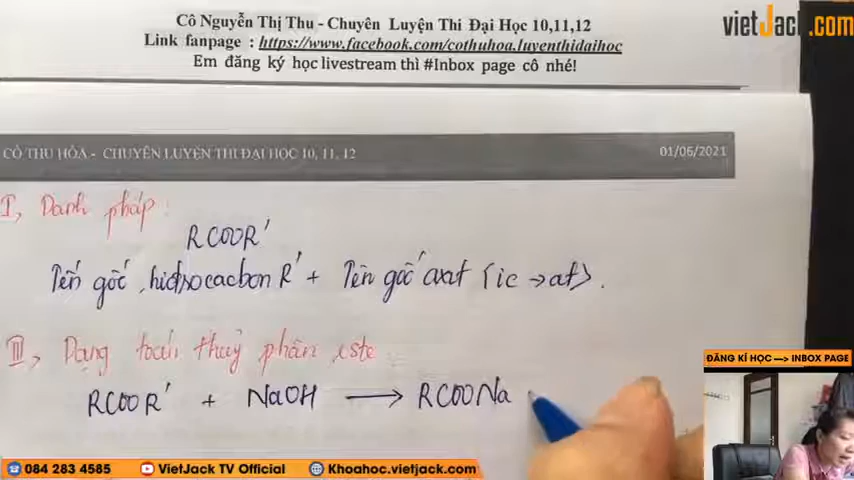 Cô Nguyễn Thị Thu - Chuyên Luyện Thi Đại Học 10,11,12
Link fanpage : https://www.facebook.com/cothuhoa.luyenthidaihoc
Em đăng ký học livestream thì #Inbox page cô nhé!
vietJack.com
CÔ THU HÓA - CHUYÊN LUYỆN THI ĐẠI HỌC 10, 11, 12 01/06/2021
I, Danh pháp :
RCOOR'
Tến gốc hiđrocacbon R' + Tên gốc axit (ic → at).
III, Dạng toán thuỷ phân este :
RCOOR' + NaOH → RCOONa
ĐĂNG KÍ HỌC —> INBOX PAGE
084 283 4585 VietJack TV Official Khoahoc.vietjack.com